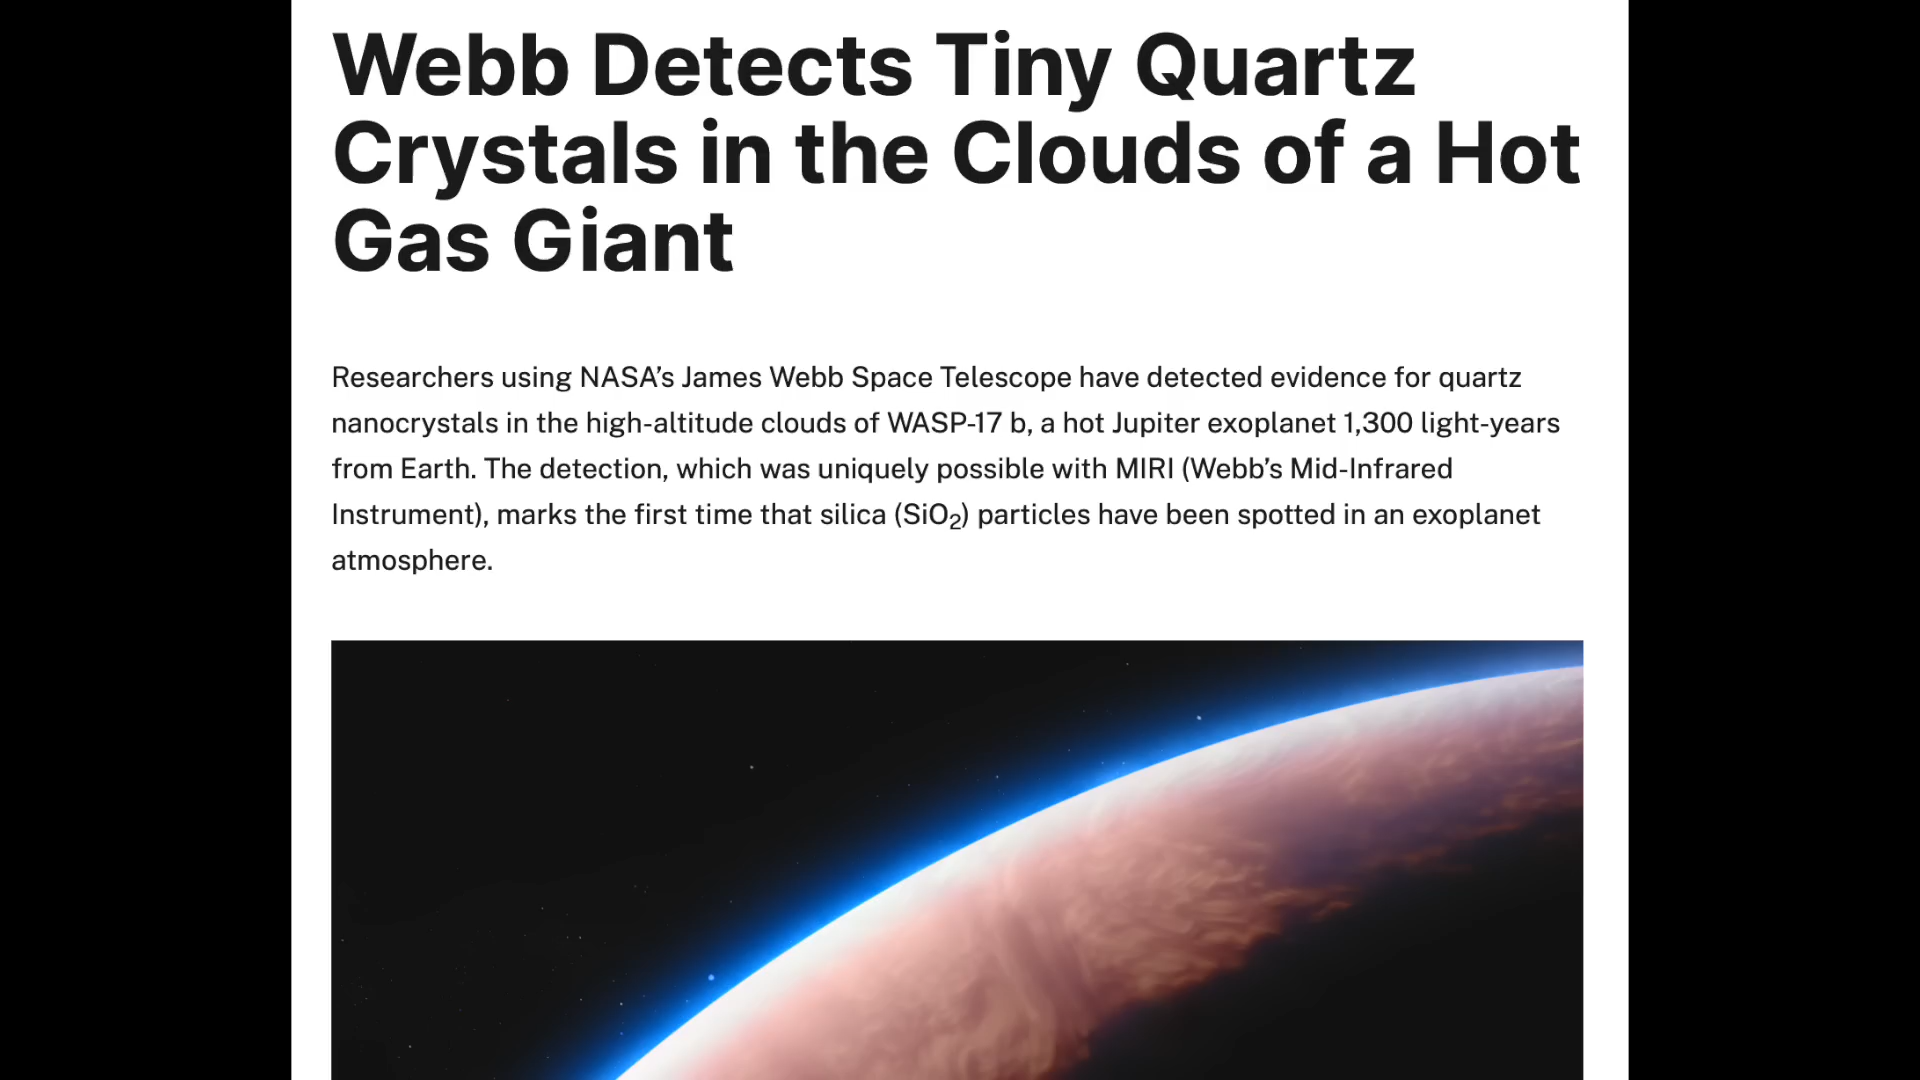 Webb Detects Tiny Quartz
Crystals in the Clouds of a Hot
Gas Giant
Researchers using NASA’s James Webb Space Telescope have detected evidence for quartz
nanocrystals in the high-altitude clouds of WASP-17 b, a hot Jupiter exoplanet 1,300 light-years
from Earth. The detection, which was uniquely possible with MIRI (Webb’s Mid-Infrared
Instrument), marks the first time that silica (SiO₂) particles have been spotted in an exoplanet
atmosphere.